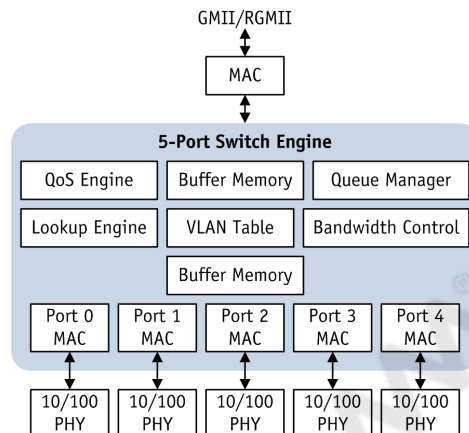 GMII/RGMII
MAC
5-Port Switch Engine
QoS Engine
Buffer Memory
Queue Manager
Lookup Engine
VLAN Table
Bandwidth Control
Buffer Memory
Port 0
MAC
Port 1
MAC
Port 2
MAC
Port 3
MAC
Port 4
MAC
10/100
PHY
10/100
PHY
10/100
PHY
10/100
PHY
10/100
PHY